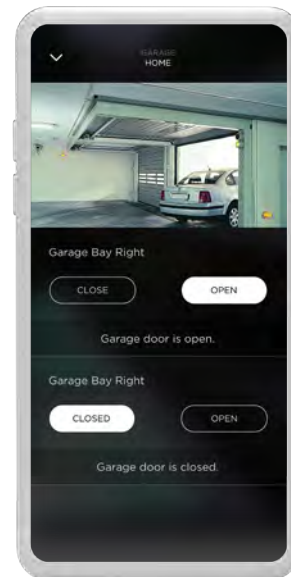 GARAGE
HOME
Garage Bay Right
CLOSE OPEN
Garage door is open.
Garage Bay Right
CLOSED OPEN
Garage door is closed.